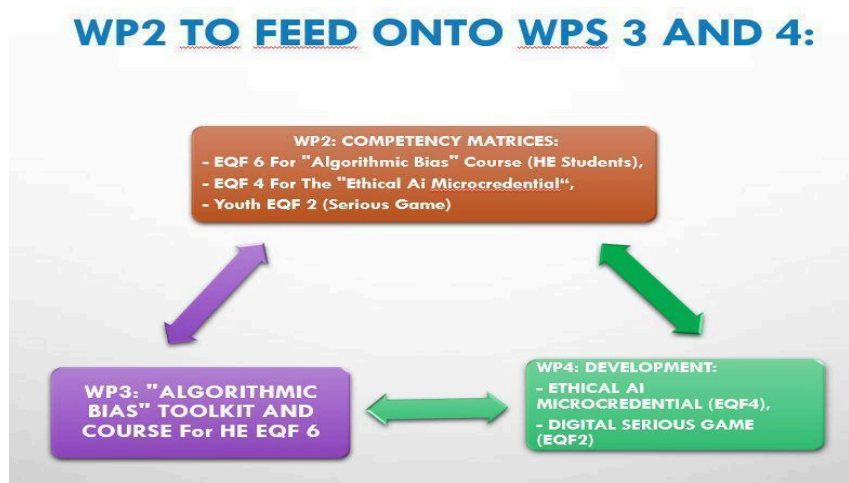 WP2 TO FEED ONTO WPS 3 AND 4:
WP2: COMPETENCY MATRICES:
- EQF 6 For "Algorithmic Bias" Course (HE Students),
- EQF 4 For The "Ethical Ai Microcredential“,
- Youth EQF 2 (Serious Game)
WP3: "ALGORITHMIC
BIAS" TOOLKIT AND
COURSE For HE EQF 6
WP4: DEVELOPMENT:
- ETHICAL AI
MICROCREDENTIAL (EQF4),
- DIGITAL SERIOUS GAME
(EQF2)